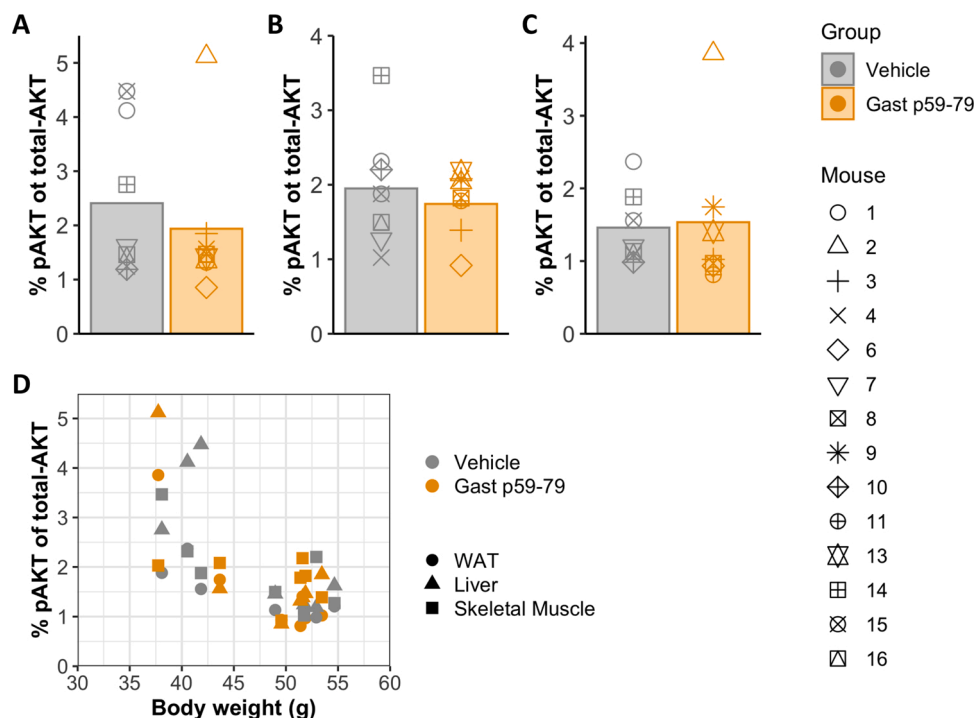 A
% pAKT ot total-AKT
5
4
3
2
1
0
B
% pAKT ot total-AKT
4
3
2
1
0
C
% pAKT ot total-AKT
4
3
2
1
0
Group
Vehicle
Gast p59-79
Mouse
1
2
3
4
6
7
8
9
10
11
13
14
15
16
D
% pAKT of total-AKT
5
4
3
2
1
0
30 35 40 45 50 55 60
Body weight (g)
Vehicle
Gast p59-79
WAT
Liver
Skeletal Muscle